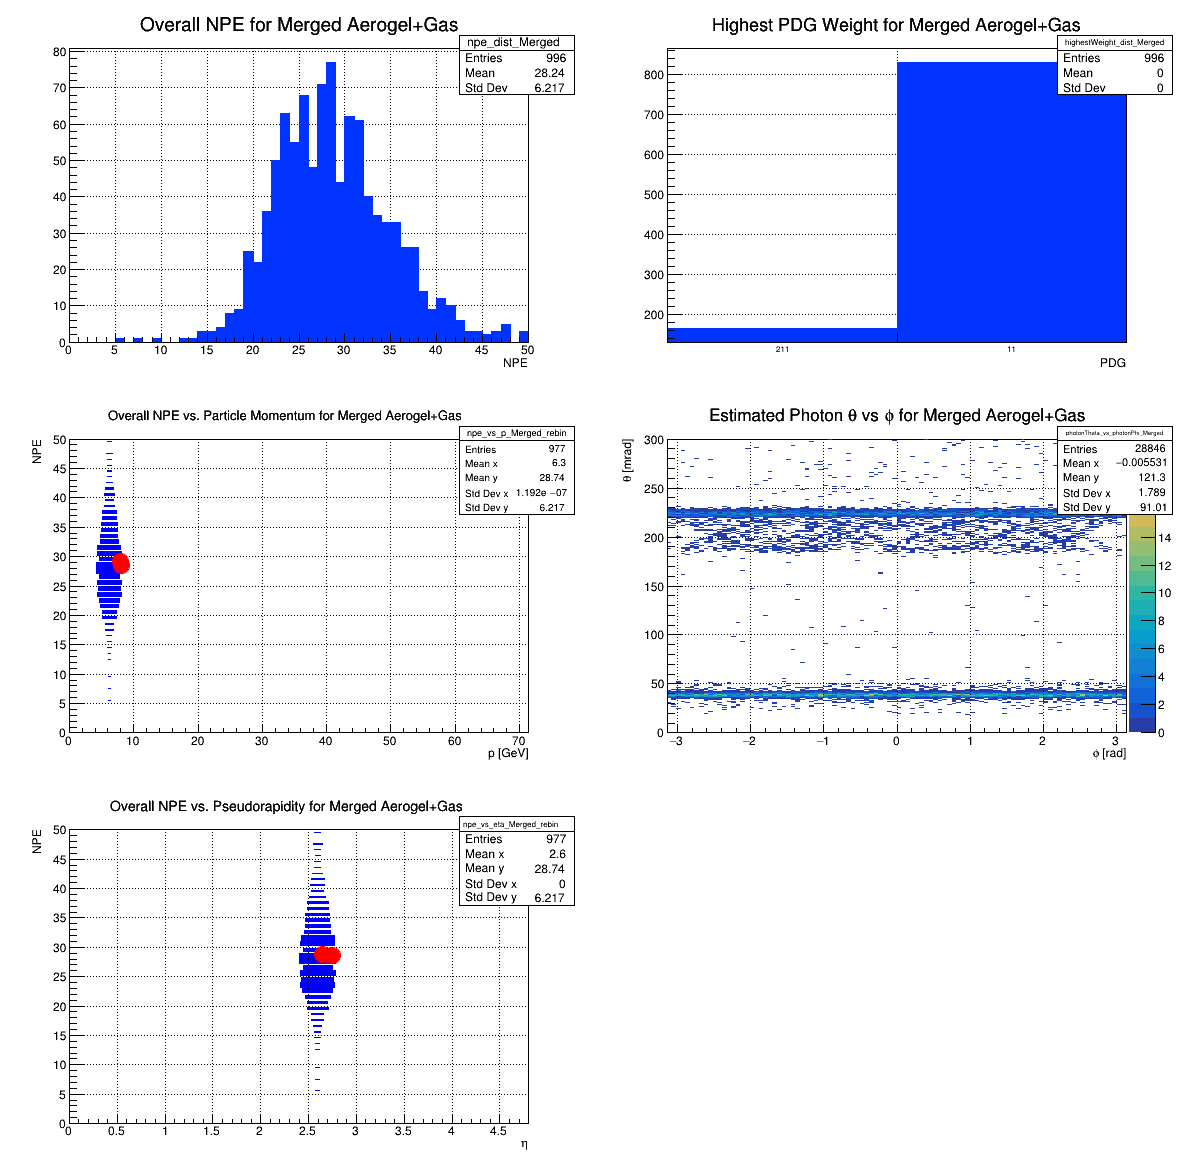 Overall NPE for Merged Aerogel+Gas
npe_dist_Merged
Entries 996
Mean 28.24
Std Dev 6.217
80
70
60
50
40
30
20
10
0
0 5 10 15 20 25 30 35 40 45 50
NPE
Highest PDG Weight for Merged Aerogel+Gas
highestWeight_dist_Merged
Entries 996
Mean 0
Std Dev 0
800
700
600
500
400
300
200
211 11
PDG
Overall NPE vs. Particle Momentum for Merged Aerogel+Gas
npe_vs_p_Merged_rebin
Entries 977
Mean x 6.3
Mean y 28.74
Std Dev x 1.192e −07
Std Dev y 6.217
NPE
50
45
40
35
30
25
20
15
10
5
0
0 10 20 30 40 50 60 70
p [GeV]
Estimated Photon θ vs ϕ for Merged Aerogel+Gas
photonTheta_vs_photonPhi_Merged
Entries 28846
Mean x −0.005531
Mean y 121.3
Std Dev x 1.789
Std Dev y 91.01
θ [mrad]
300
250
200
150
100
50
0
−3 −2 −1 0 1 2 3
ϕ [rad]
14
12
10
8
6
4
2
0
Overall NPE vs. Pseudorapidity for Merged Aerogel+Gas
npe_vs_eta_Merged_rebin
Entries 977
Mean x 2.6
Mean y 28.74
Std Dev x 0
Std Dev y 6.217
NPE
50
45
40
35
30
25
20
15
10
5
0
0 0.5 1 1.5 2 2.5 3 3.5 4 4.5
η